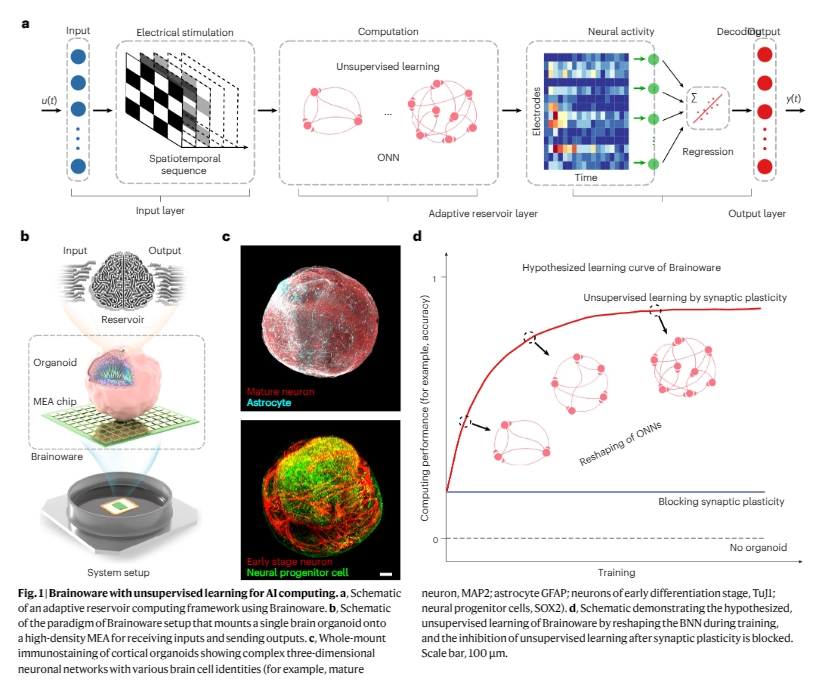 a
Input
Electrical stimulation
Computation
Neural activity
Decoding
Output
u(t)
Unsupervised learning
...
ONN
Spatiotemporal
sequence
Electrodes
Time
Σ
Regression
y(t)
Input layer
Adaptive reservoir layer
Output layer
b
Input
Output
Reservoir
Organoid
MEA chip
Brainoware
System setup
c
Mature neuron
Astrocyte
Early stage neuron
Neural progenitor cell
d
Computing performance (for example, accuracy)
1
0
Hypothesized learning curve of Brainoware
Unsupervised learning by synaptic plasticity
Reshaping of ONNs
Blocking synaptic plasticity
No organoid
Training
Fig. 1 | Brainoware with unsupervised learning for AI computing. a, Schematic
of an adaptive reservoir computing framework using Brainoware. b, Schematic
of the paradigm of Brainoware setup that mounts a single brain organoid onto
a high-density MEA for receiving inputs and sending outputs. c, Whole-mount
immunostaining of cortical organoids showing complex three-dimensional
neuronal networks with various brain cell identities (for example, mature
neuron, MAP2; astrocyte GFAP; neurons of early differentiation stage, TuJ1;
neural progenitor cells, SOX2). d, Schematic demonstrating the hypothesized,
unsupervised learning of Brainoware by reshaping the BNN during training,
and the inhibition of unsupervised learning after synaptic plasticity is blocked.
Scale bar, 100 μm.